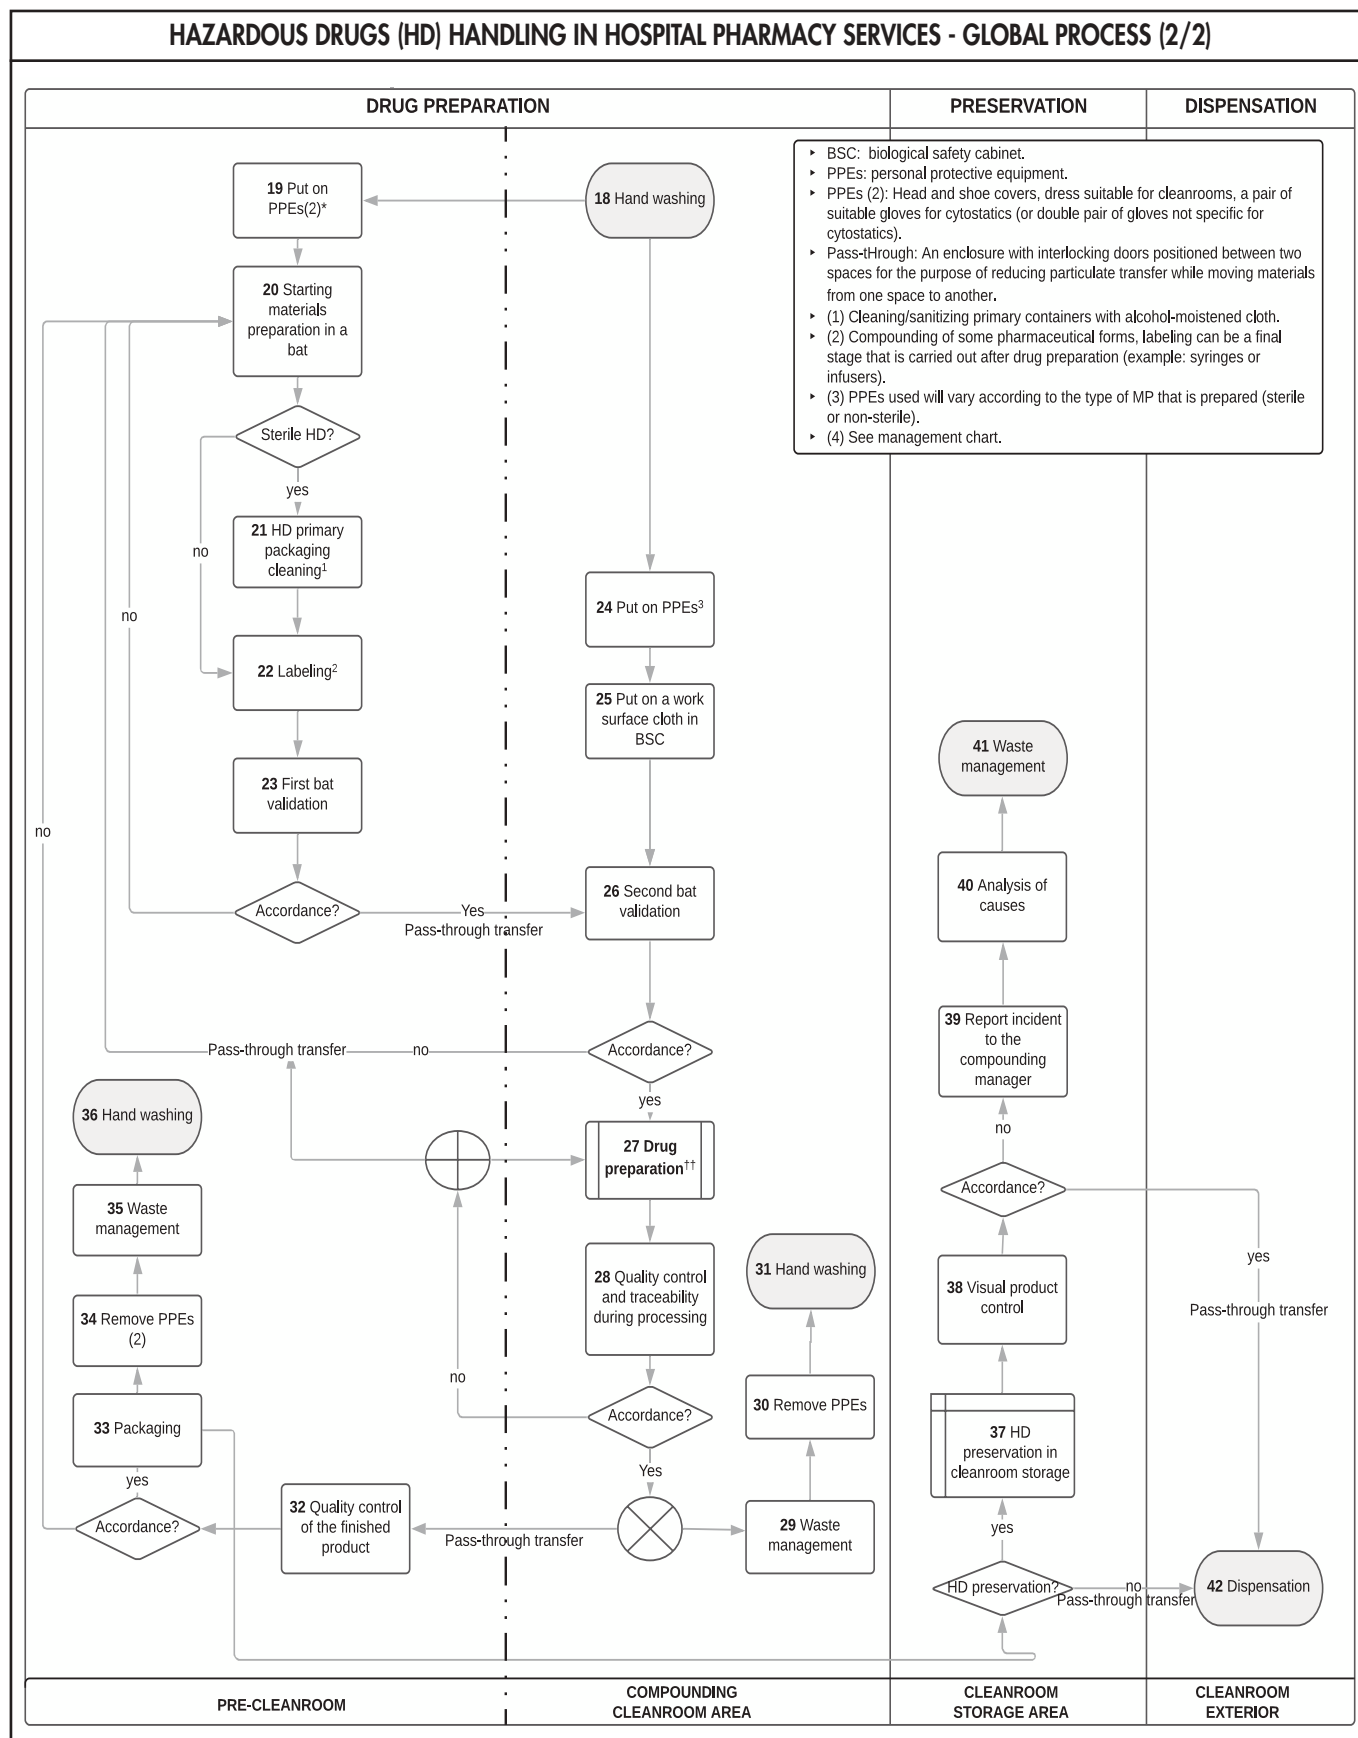 HAZARDOUS DRUGS (HD) HANDLING IN HOSPITAL PHARMACY SERVICES - GLOBAL PROCESS (2/2)
DRUG PREPARATION
PRESERVATION
DISPENSATION
‣ BSC: biological safety cabinet.
‣ PPEs: personal protective equipment.
‣ PPEs (2): Head and shoe covers, dress suitable for cleanrooms, a pair of
suitable gloves for cytostatics (or double pair of gloves not specific for
cytostatics).
‣ Pass-tHrough: An enclosure with interlocking doors positioned between two
spaces for the purpose of reducing particulate transfer while moving materials
from one space to another.
‣ (1) Cleaning/sanitizing primary containers with alcohol-moistened cloth.
‣ (2) Compounding of some pharmaceutical forms, labeling can be a final
stage that is carried out after drug preparation (example: syringes or
infusers).
‣ (3) PPEs used will vary according to the type of MP that is prepared (sterile
or non-sterile).
‣ (4) See management chart.
18 Hand washing
19 Put on
PPEs(2)*
20 Starting
materials
preparation in a
bat
Sterile HD?
yes
no
21 HD primary
packaging
cleaning1
22 Labeling2
23 First bat
validation
no
Accordance?
Yes
Pass-through transfer
24 Put on PPEs3
25 Put on a work
surface cloth in
BSC
26 Second bat
validation
Accordance?
no
Pass-through transfer
yes
27 Drug
preparation††
28 Quality control
and traceability
during processing
Accordance?
no
Yes
29 Waste
management
30 Remove PPEs
31 Hand washing
Pass-through transfer
32 Quality control
of the finished
product
Accordance?
no
yes
33 Packaging
34 Remove PPEs
(2)
35 Waste
management
36 Hand washing
HD preservation?
yes
no
Pass-through transfer
37 HD
preservation in
cleanroom storage
38 Visual product
control
Accordance?
no
yes
Pass-through transfer
39 Report incident
to the
compounding
manager
40 Analysis of
causes
41 Waste
management
42 Dispensation
PRE-CLEANROOM
COMPOUNDING
CLEANROOM AREA
CLEANROOM
STORAGE AREA
CLEANROOM
EXTERIOR